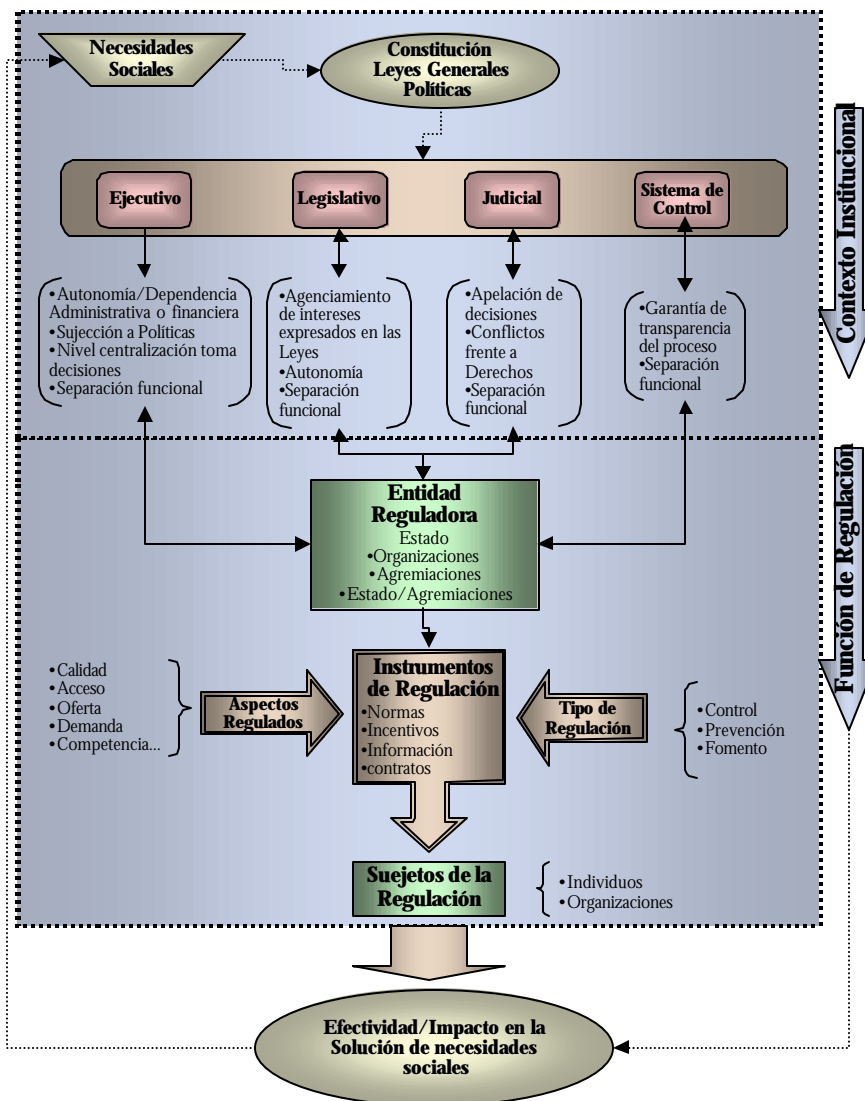 Necesidades
Sociales
Constitución
Leyes Generales
Políticas
Contexto Institucional
Ejecutivo
Legislativo
Judicial
Sistema de
Control
•Autonomía/Dependencia
Administrativa o financiera
•Sujección a Políticas
•Nivel centralización toma
decisiones
•Separación funcional
•Agenciamiento
de intereses
expresados en las
Leyes
•Autonomía
•Separación
funcional
•Apelación de
decisiones
•Conflictos
frente a
Derechos
•Separación
funcional
•Garantía de
transparencia
del proceso
•Separación
funcional
Función de Regulación
Entidad
Reguladora
Estado
•Organizaciones
•Agremiaciones
•Estado/Agremiaciones
•Calidad
•Acceso
•Oferta
•Demanda
•Competencia...
Aspectos
Regulados
Instrumentos
de Regulación
•Normas
•Incentivos
•Información
•contratos
Tipo de
Regulación
•Control
•Prevención
•Fomento
Suejetos de la
Regulación
•Individuos
•Organizaciones
Efectividad/Impacto en la
Solución de necesidades
sociales